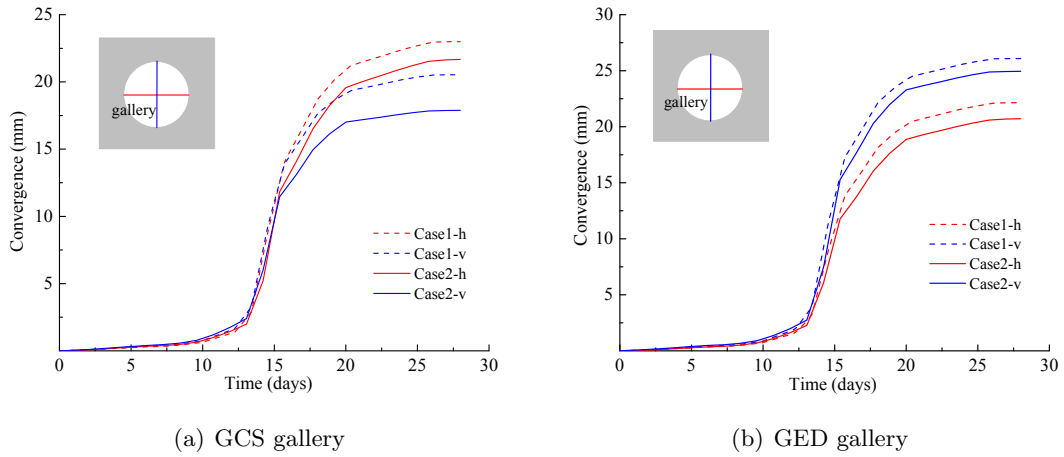 25
20
15
10
5
0 5 10 15 20 25 30
Convergence (mm)
Time (days)
gallery
Case1-h
Case1-v
Case2-h
Case2-v
(a) GCS gallery
30
25
20
15
10
5
0 5 10 15 20 25 30
Convergence (mm)
Time (days)
gallery
Case1-h
Case1-v
Case2-h
Case2-v
(b) GED gallery